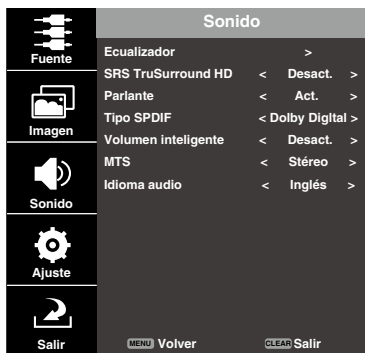 Sonido
Fuente
Imagen
Sonido
Ajuste
Salir
Ecualizador >
SRS TruSurround HD < Desact. >
Parlante < Act. >
Tipo SPDIF < Dolby DigItal >
Volumen inteligente < Desact. >
MTS < Stéreo >
Idioma audio < Inglés >
MENU Volver CLEAR Salir